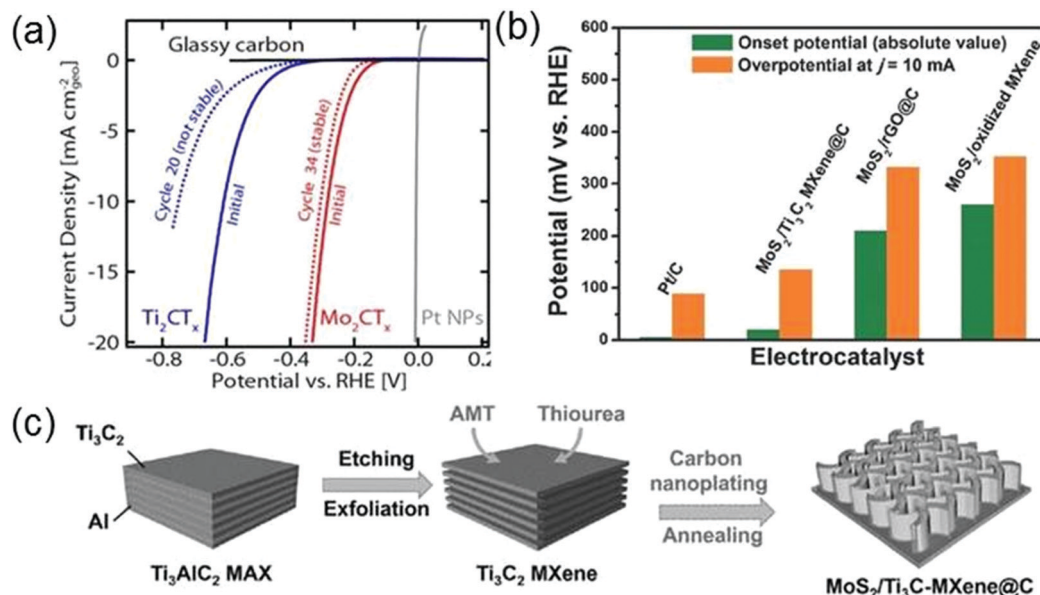 (a)
Glassy carbon
Cycle 20 (not stable)
Initial
Cycle 34 (stable)
Initial
Ti₂CTₓ
Mo₂CTₓ
Pt NPs
Current Density [mA cm⁻²geo]
0
-5
-10
-15
-20
-0.8 -0.6 -0.4 -0.2 0.0 0.2
Potential vs. RHE [V]
(b)
Onset potential (absolute value)
Overpotential at j = 10 mA
Potential (mV vs. RHE)
600
500
400
300
200
100
0
Pt/C
MoS₂/Ti₃C₂ MXene@C
MoS₂/rGO@C
MoS₂/oxidized MXene
Electrocatalyst
(c)
Ti₃C₂
Al
Ti₃AlC₂ MAX
Etching
Exfoliation
AMT Thiourea
Ti₃C₂ MXene
Carbon
nanoplating
Annealing
MoS₂/Ti₃C-MXene@C